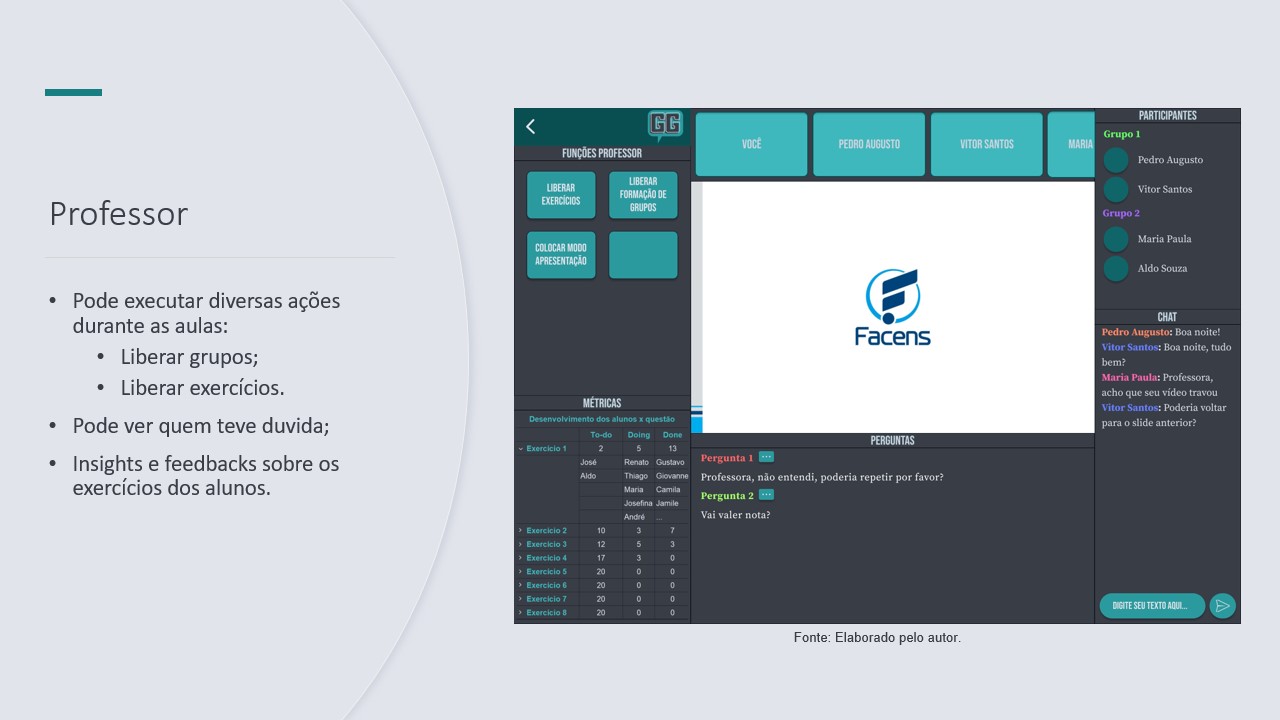 Professor
• Pode executar diversas ações
durante as aulas:
• Liberar grupos;
• Liberar exercícios.
• Pode ver quem teve duvida;
• Insights e feedbacks sobre os
exercícios dos alunos.
GG
FUNÇÕES PROFESSOR
LIBERAR
EXERCÍCIOS
LIBERAR
FORMAÇÃO DE
GRUPOS
COLOCAR MODO
APRESENTAÇÃO
MÉTRICAS
Desenvolvimento dos alunos x questão
To-do Doing Done
Exercício 1 2 5 13
José Renato Gustavo
Aldo Thiago Giovanne
Maria Camila
Josefina Jamile
André ...
Exercício 2 10 3 7
Exercício 3 12 5 3
Exercício 4 17 3 0
Exercício 5 20 0 0
Exercício 6 20 0 0
Exercício 7 20 0 0
Exercício 8 20 0 0
VOCÊ
PEDRO AUGUSTO
VITOR SANTOS
MARIA
Facens
PERGUNTAS
Pergunta 1 ...
Professora, não entendi, poderia repetir por favor?
Pergunta 2 ...
Vai valer nota?
PARTICIPANTES
Grupo 1
Pedro Augusto
Vitor Santos
Grupo 2
Maria Paula
Aldo Souza
CHAT
Pedro Augusto: Boa noite!
Vitor Santos: Boa noite, tudo
bem?
Maria Paula: Professora,
acho que seu vídeo travou
Vitor Santos: Poderia voltar
para o slide anterior?
DIGITE SEU TEXTO AQUI...
Fonte: Elaborado pelo autor.